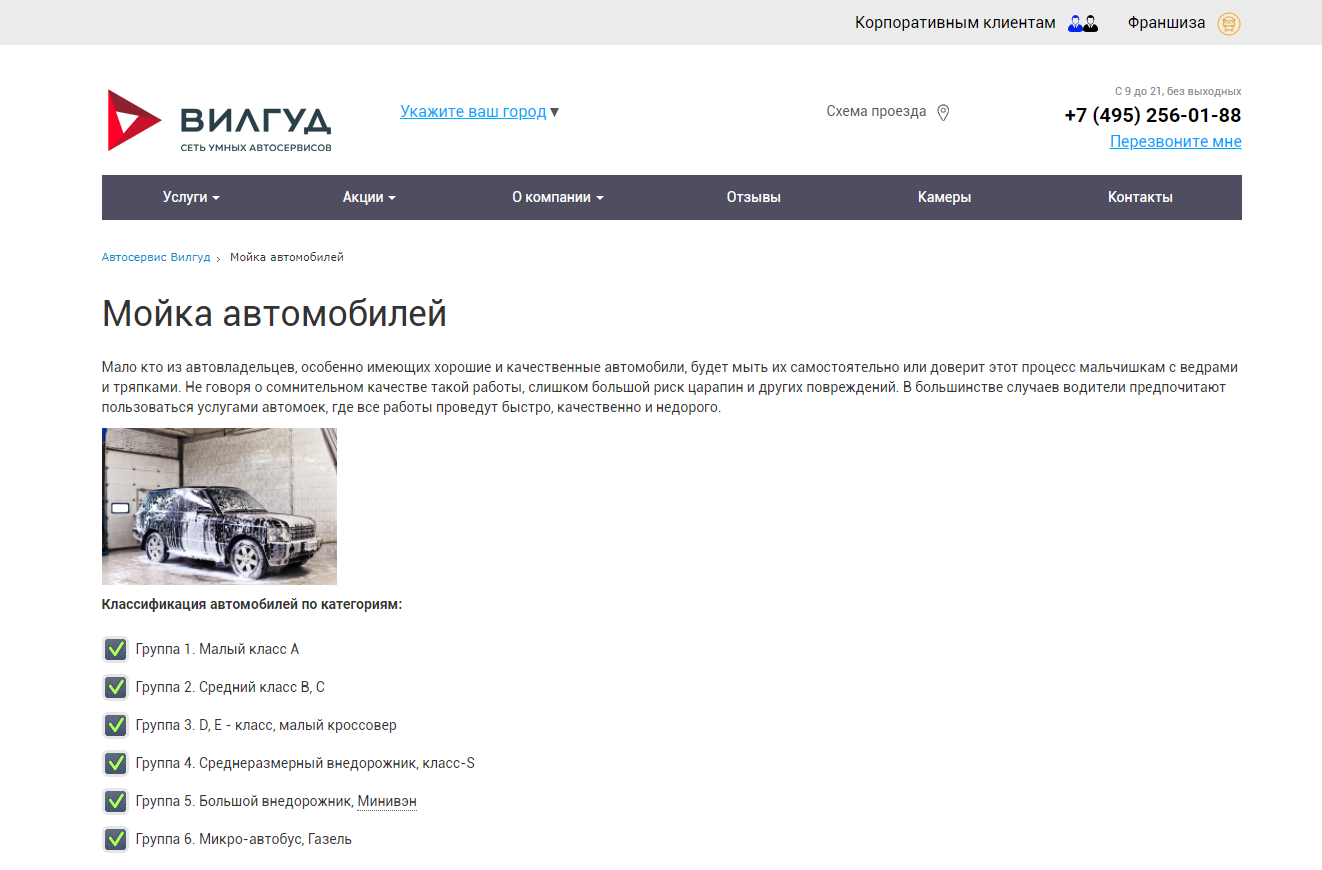 Корпоративным клиентам
Франшиза
ВИЛГУД
СЕТЬ УМНЫХ АВТОСЕРВИСОВ
Укажите ваш город ▼
Схема проезда
С 9 до 21, без выходных
+7 (495) 256-01-88
Перезвоните мне
Услуги
Акции
О компании
Отзывы
Камеры
Контакты
Автосервис Вилгуд › Мойка автомобилей
Мойка автомобилей
Мало кто из автовладельцев, особенно имеющих хорошие и качественные автомобили, будет мыть их самостоятельно или доверит этот процесс мальчишкам с ведрами
и тряпками. Не говоря о сомнительном качестве такой работы, слишком большой риск царапин и других повреждений. В большинстве случаев водители предпочитают
пользоваться услугами автомоек, где все работы проведут быстро, качественно и недорого.
Классификация автомобилей по категориям:
Группа 1. Малый класс А
Группа 2. Средний класс B, C
Группа 3. D, E - класс, малый кроссовер
Группа 4. Среднеразмерный внедорожник, класс-S
Группа 5. Большой внедорожник, Минивэн
Группа 6. Микро-автобус, Газель